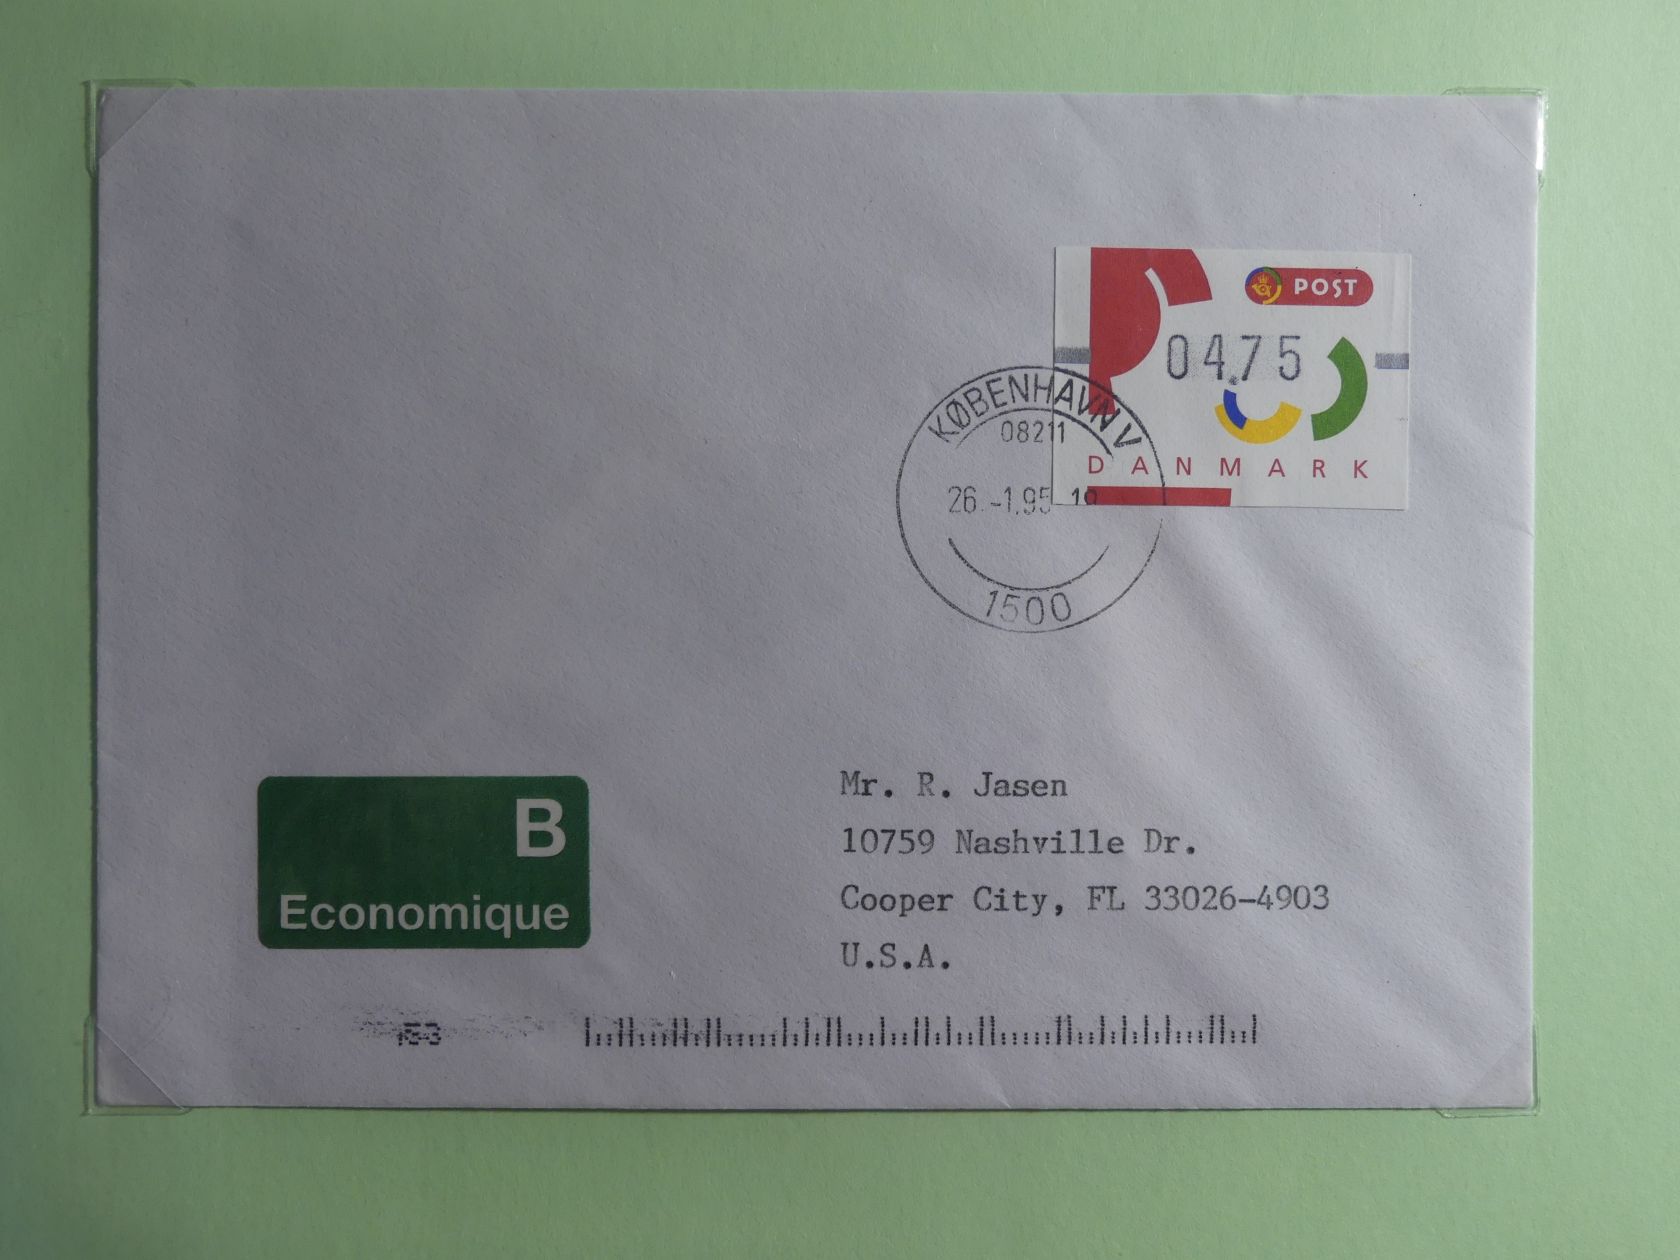 POST
04.75
DANMARK
KØBENHAVN V
08211
26.-1.95-19
1500
B
Economique
Mr. R. Jasen
10759 Nashville Dr.
Cooper City, FL 33026-4903
U.S.A.